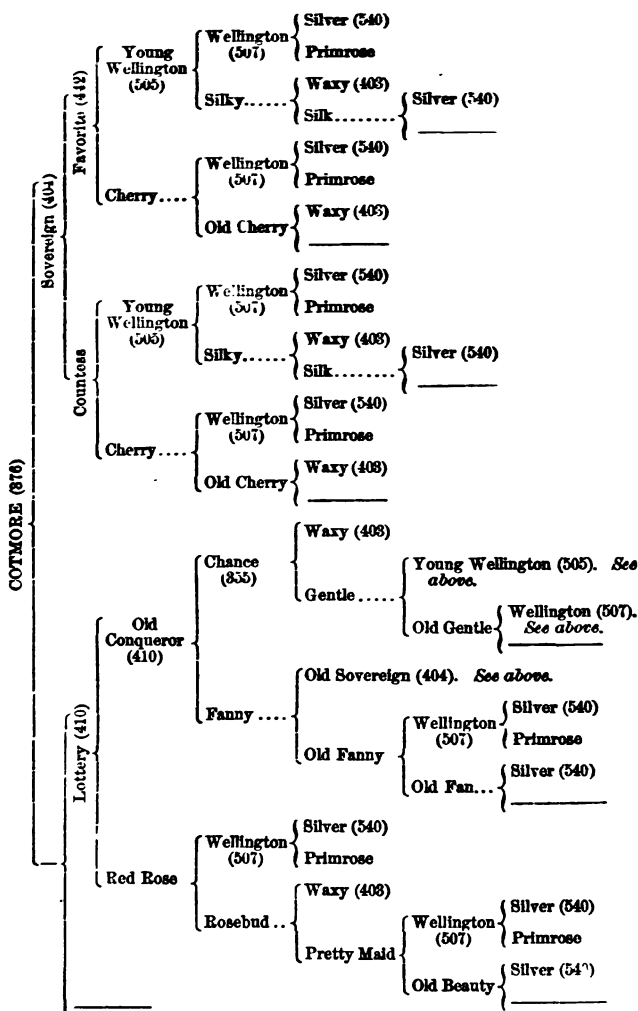 Silver (540)
Wellington
(507)
Young
Wellington
(505)
Primrose
Favorite (442)
Waxy (403)
Silky......
Silver (540)
Silk........
Silver (540)
Wellington
(507)
Primrose
Cherry....
Waxy (403)
Old Cherry
Sovereign (404)
Silver (540)
Wellington
(507)
Young
Wellington
(505)
Primrose
Waxy (403)
Silky......
Silver (540)
Silk........
Countess
Silver (540)
Wellington
(507)
Primrose
Cherry....
Waxy (403)
Old Cherry
COTMORE (376)
Waxy (403)
Chance
(355)
Young Wellington (505). See
above.
Gentle.....
Wellington (507).
See above.
Old Gentle
Old
Conqueror
(410)
Old Sovereign (404). See above.
Fanny....
Silver (540)
Wellington
(507)
Primrose
Old Fanny
Silver (540)
Old Fan...
Lottery (410)
Silver (540)
Wellington
(507)
Primrose
Red Rose
Waxy (403)
Rosebud..
Silver (540)
Wellington
(507)
Primrose
Pretty Maid
Silver (540)
Old Beauty